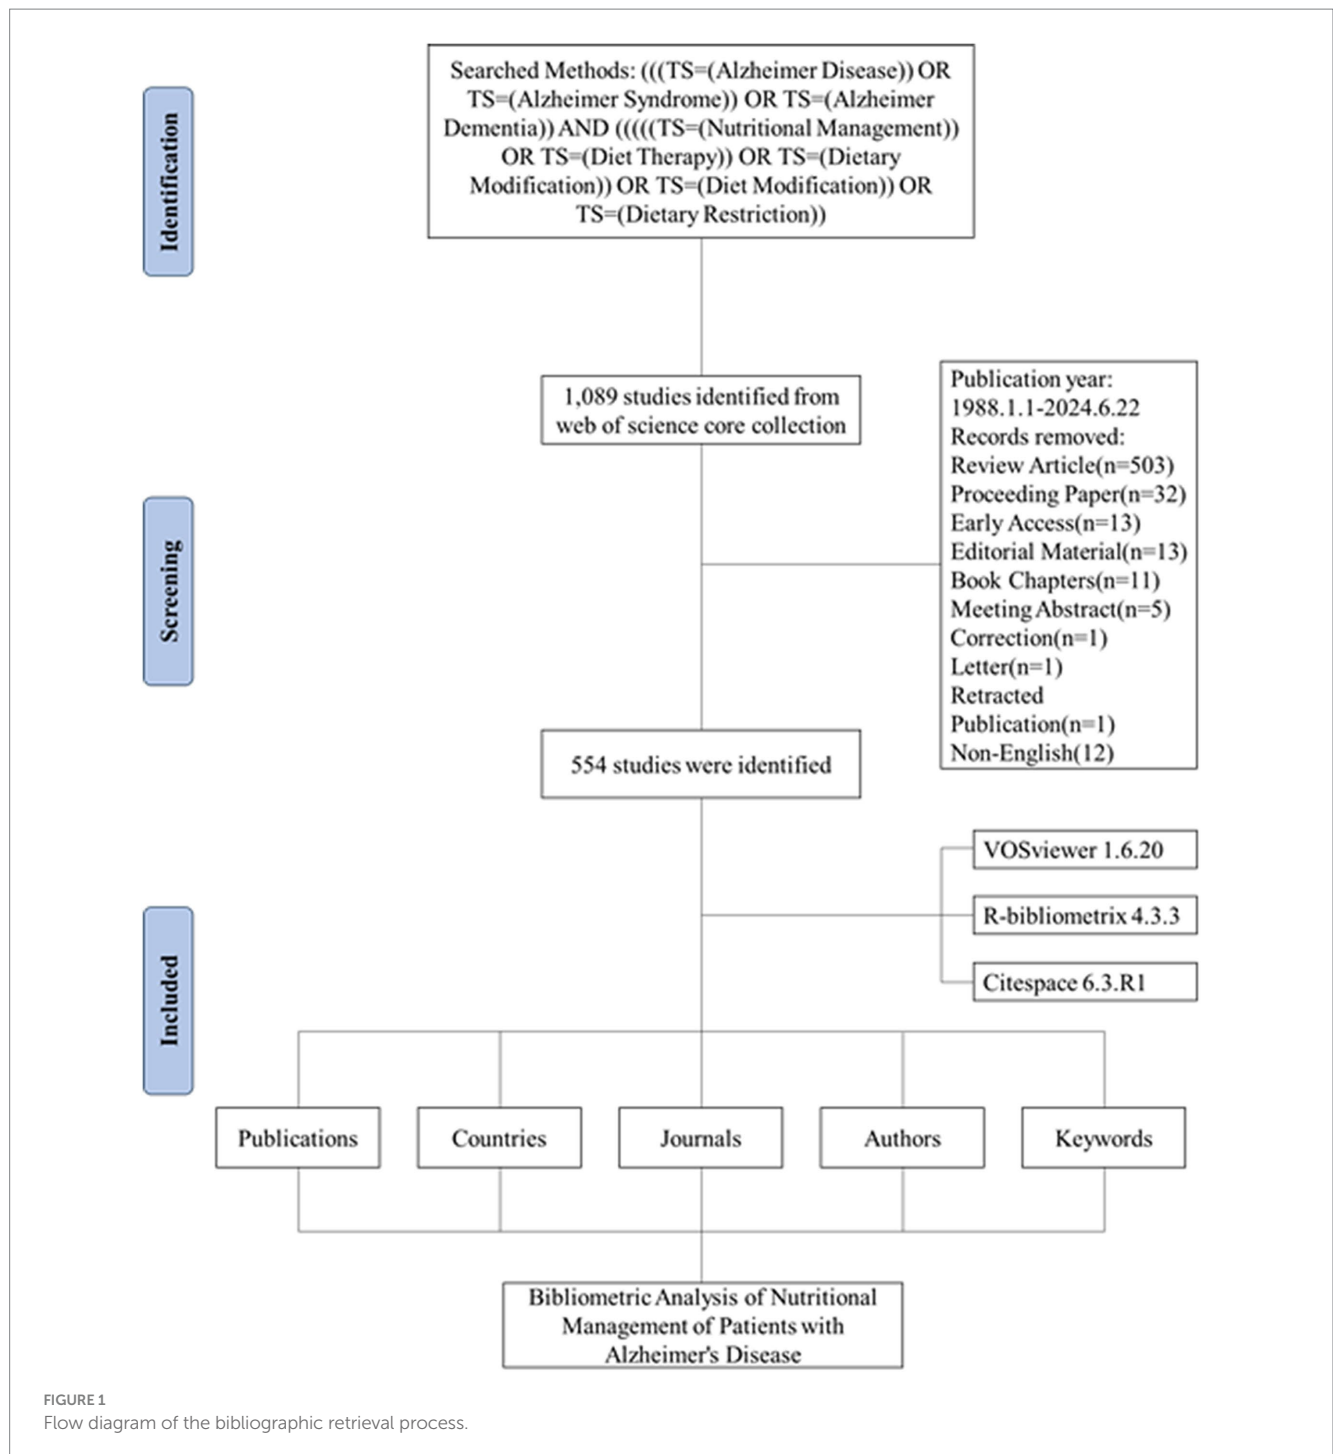 Identification
Searched Methods: (((TS=(Alzheimer Disease)) OR
TS=(Alzheimer Syndrome)) OR TS=(Alzheimer
Dementia)) AND (((((TS=(Nutritional Management))
OR TS=(Diet Therapy)) OR TS=(Dietary
Modification)) OR TS=(Diet Modification)) OR
TS=(Dietary Restriction))
1,089 studies identified from
web of science core collection
Screening
Publication year:
1988.1.1-2024.6.22
Records removed:
Review Article(n=503)
Proceeding Paper(n=32)
Early Access(n=13)
Editorial Material(n=13)
Book Chapters(n=11)
Meeting Abstract(n=5)
Correction(n=1)
Letter(n=1)
Retracted
Publication(n=1)
Non-English(12)
554 studies were identified
VOSviewer 1.6.20
R-bibliometrix 4.3.3
Citespace 6.3.R1
Included
Publications
Countries
Journals
Authors
Keywords
Bibliometric Analysis of Nutritional
Management of Patients with
Alzheimer's Disease
FIGURE 1
Flow diagram of the bibliographic retrieval process.